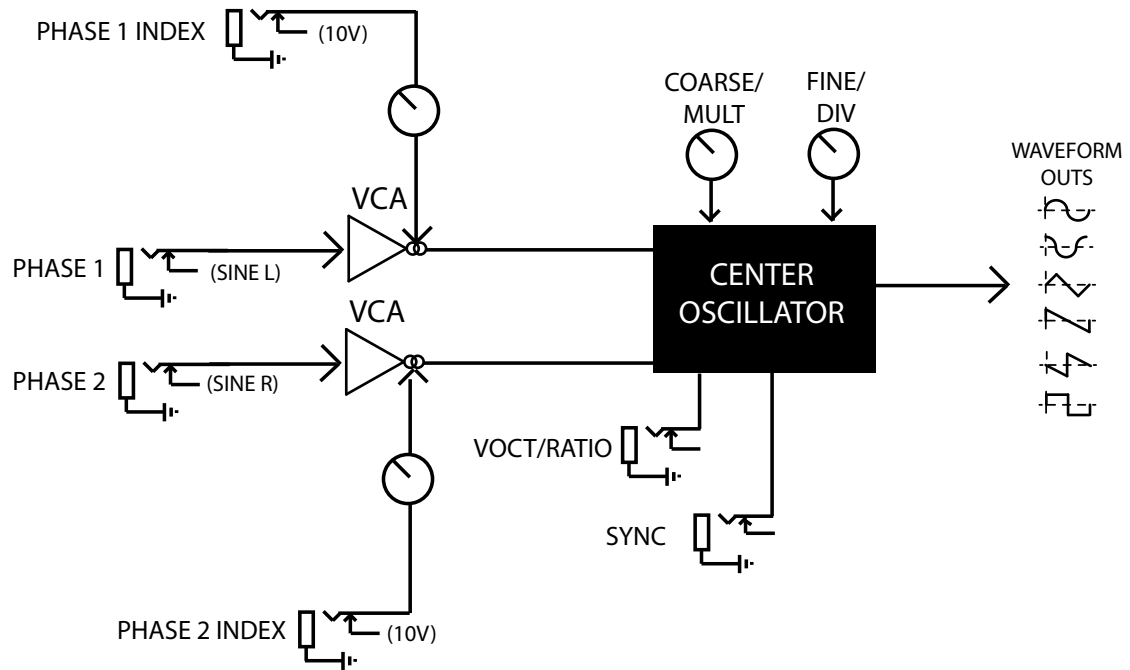 PHASE 1 INDEX
(10V)
COARSE/
MULT
FINE/
DIV
WAVEFORM
OUTS
VCA
PHASE 1
(SINE L)
CENTER
OSCILLATOR
VCA
PHASE 2
(SINE R)
VOCT/RATIO
SYNC
PHASE 2 INDEX
(10V)